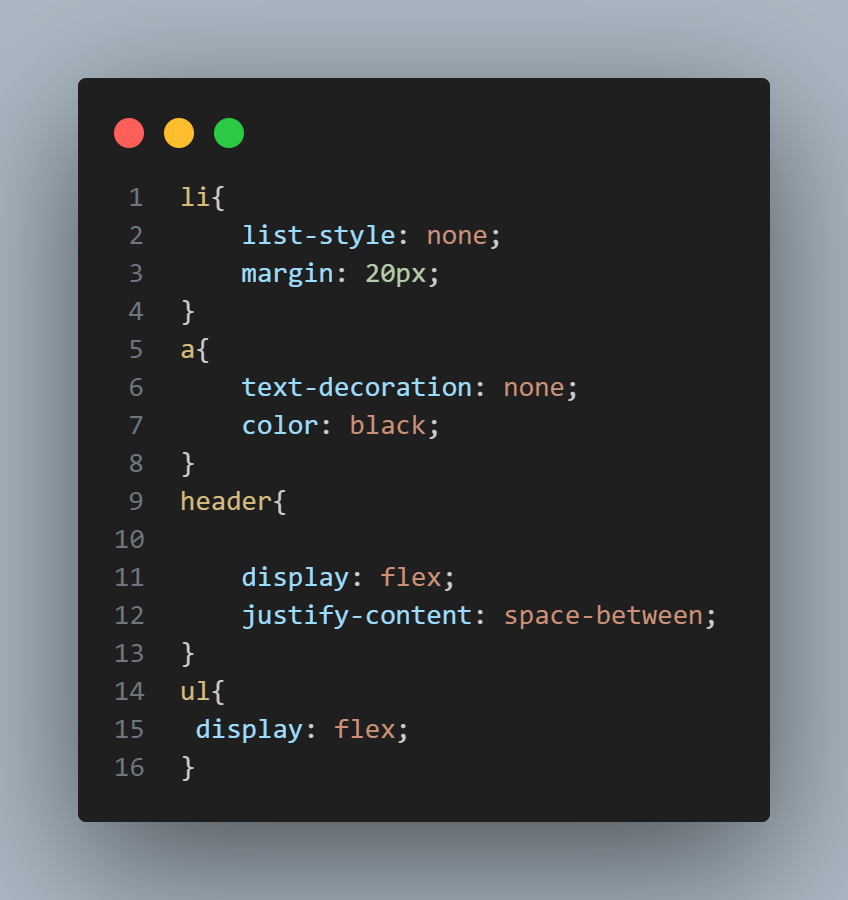 1 li{
2     list-style: none;
3     margin: 20px;
4 }
5 a{
6     text-decoration: none;
7     color: black;
8 }
9 header{
10
11     display: flex;
12     justify-content: space-between;
13 }
14 ul{
15  display: flex;
16 }